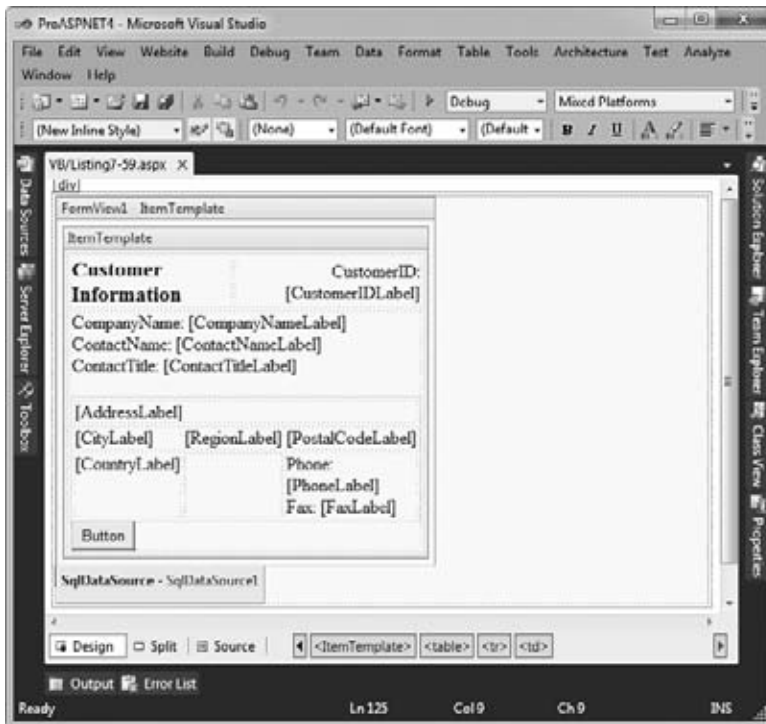 ProASPNET4 - Microsoft Visual Studio
File Edit View Website Build Debug Team Data Format Table Tools Architecture Test Analyze
Window Help
Debug Mixed Platforms
(New Inline Style) (None) (Default Font) (Default B I U A
VB/Listing7-59.aspx X
div
FormView1 ItemTemplate
ItemTemplate
Customer
Information
CustomerID:
[CustomerIDLabel]
CompanyName: [CompanyNameLabel]
ContactName: [ContactNameLabel]
ContactTitle: [ContactTitleLabel]
[AddressLabel]
[CityLabel] [RegionLabel] [PostalCodeLabel]
[CountryLabel]
Phone:
[PhoneLabel]
Fax: [FaxLabel]
Button
SqlDataSource - SqlDataSource1
Design Split Source <ItemTemplate> <table> <tr> <td>
Data Sources
Server Explorer
Toolbox
Solution Explorer
Team Explorer
Class View
Properties
Output Error List
Ready Ln 125 Col 9 Ch 9 INS